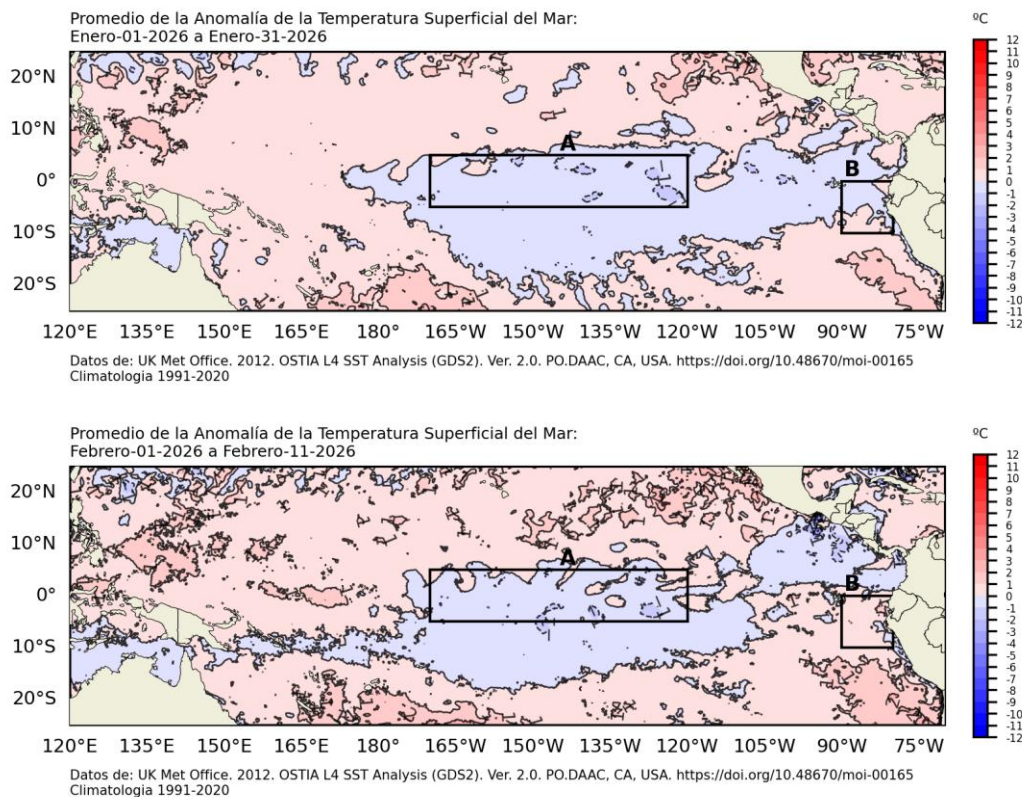 Promedio de la Anomalía de la Temperatura Superficial del Mar:
Enero-01-2026 a Enero-31-2026
ºC
12
11
10
9
8
7
6
5
4
3
2
1
0
-1
-2
-3
-4
-5
-6
-7
-8
-9
-10
-11
-12
20°N
10°N
0°
10°S
20°S
A
B
120°E 135°E 150°E 165°E 180° 165°W 150°W 135°W 120°W 105°W 90°W 75°W
Datos de: UK Met Office. 2012. OSTIA L4 SST Analysis (GDS2). Ver. 2.0. PO.DAAC, CA, USA. https://doi.org/10.48670/moi-00165
Climatologia 1991-2020
Promedio de la Anomalía de la Temperatura Superficial del Mar:
Febrero-01-2026 a Febrero-11-2026
ºC
12
11
10
9
8
7
6
5
4
3
2
1
0
-1
-2
-3
-4
-5
-6
-7
-8
-9
-10
-11
-12
20°N
10°N
0°
10°S
20°S
A
B
120°E 135°E 150°E 165°E 180° 165°W 150°W 135°W 120°W 105°W 90°W 75°W
Datos de: UK Met Office. 2012. OSTIA L4 SST Analysis (GDS2). Ver. 2.0. PO.DAAC, CA, USA. https://doi.org/10.48670/moi-00165
Climatologia 1991-2020